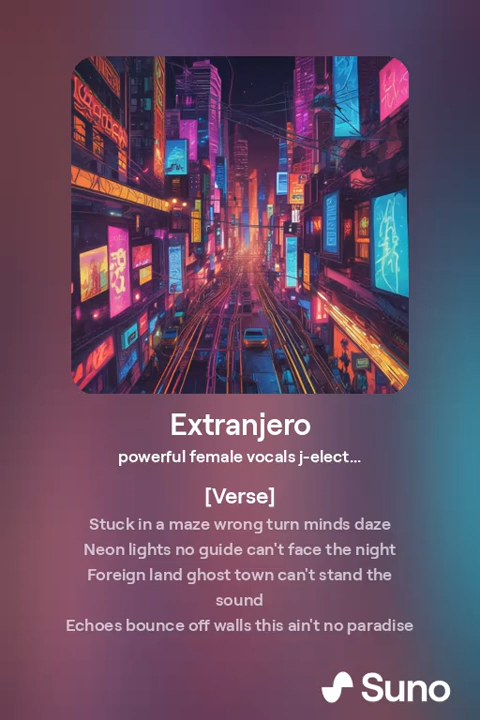 Extranjero
powerful female vocals j-elect...
[Verse]
Stuck in a maze wrong turn minds daze
Neon lights no guide can't face the night
Foreign land ghost town can't stand the
sound
Echoes bounce off walls this ain't no paradise
Suno